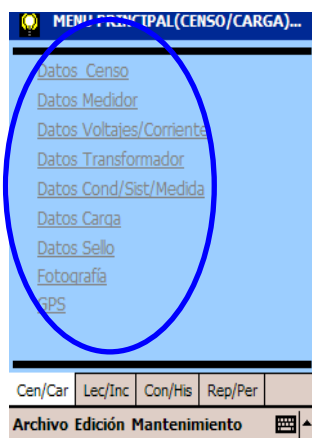 MENU PRINCIPAL(CENSO/CARGA)...
Datos Censo
Datos Medidor
Datos Voltajes/Corriente
Datos Transformador
Datos Cond/Sist/Medida
Datos Carga
Datos Sello
Fotografía
GPS
Cen/Car Lec/Inc Con/His Rep/Per
Archivo Edición Mantenimiento